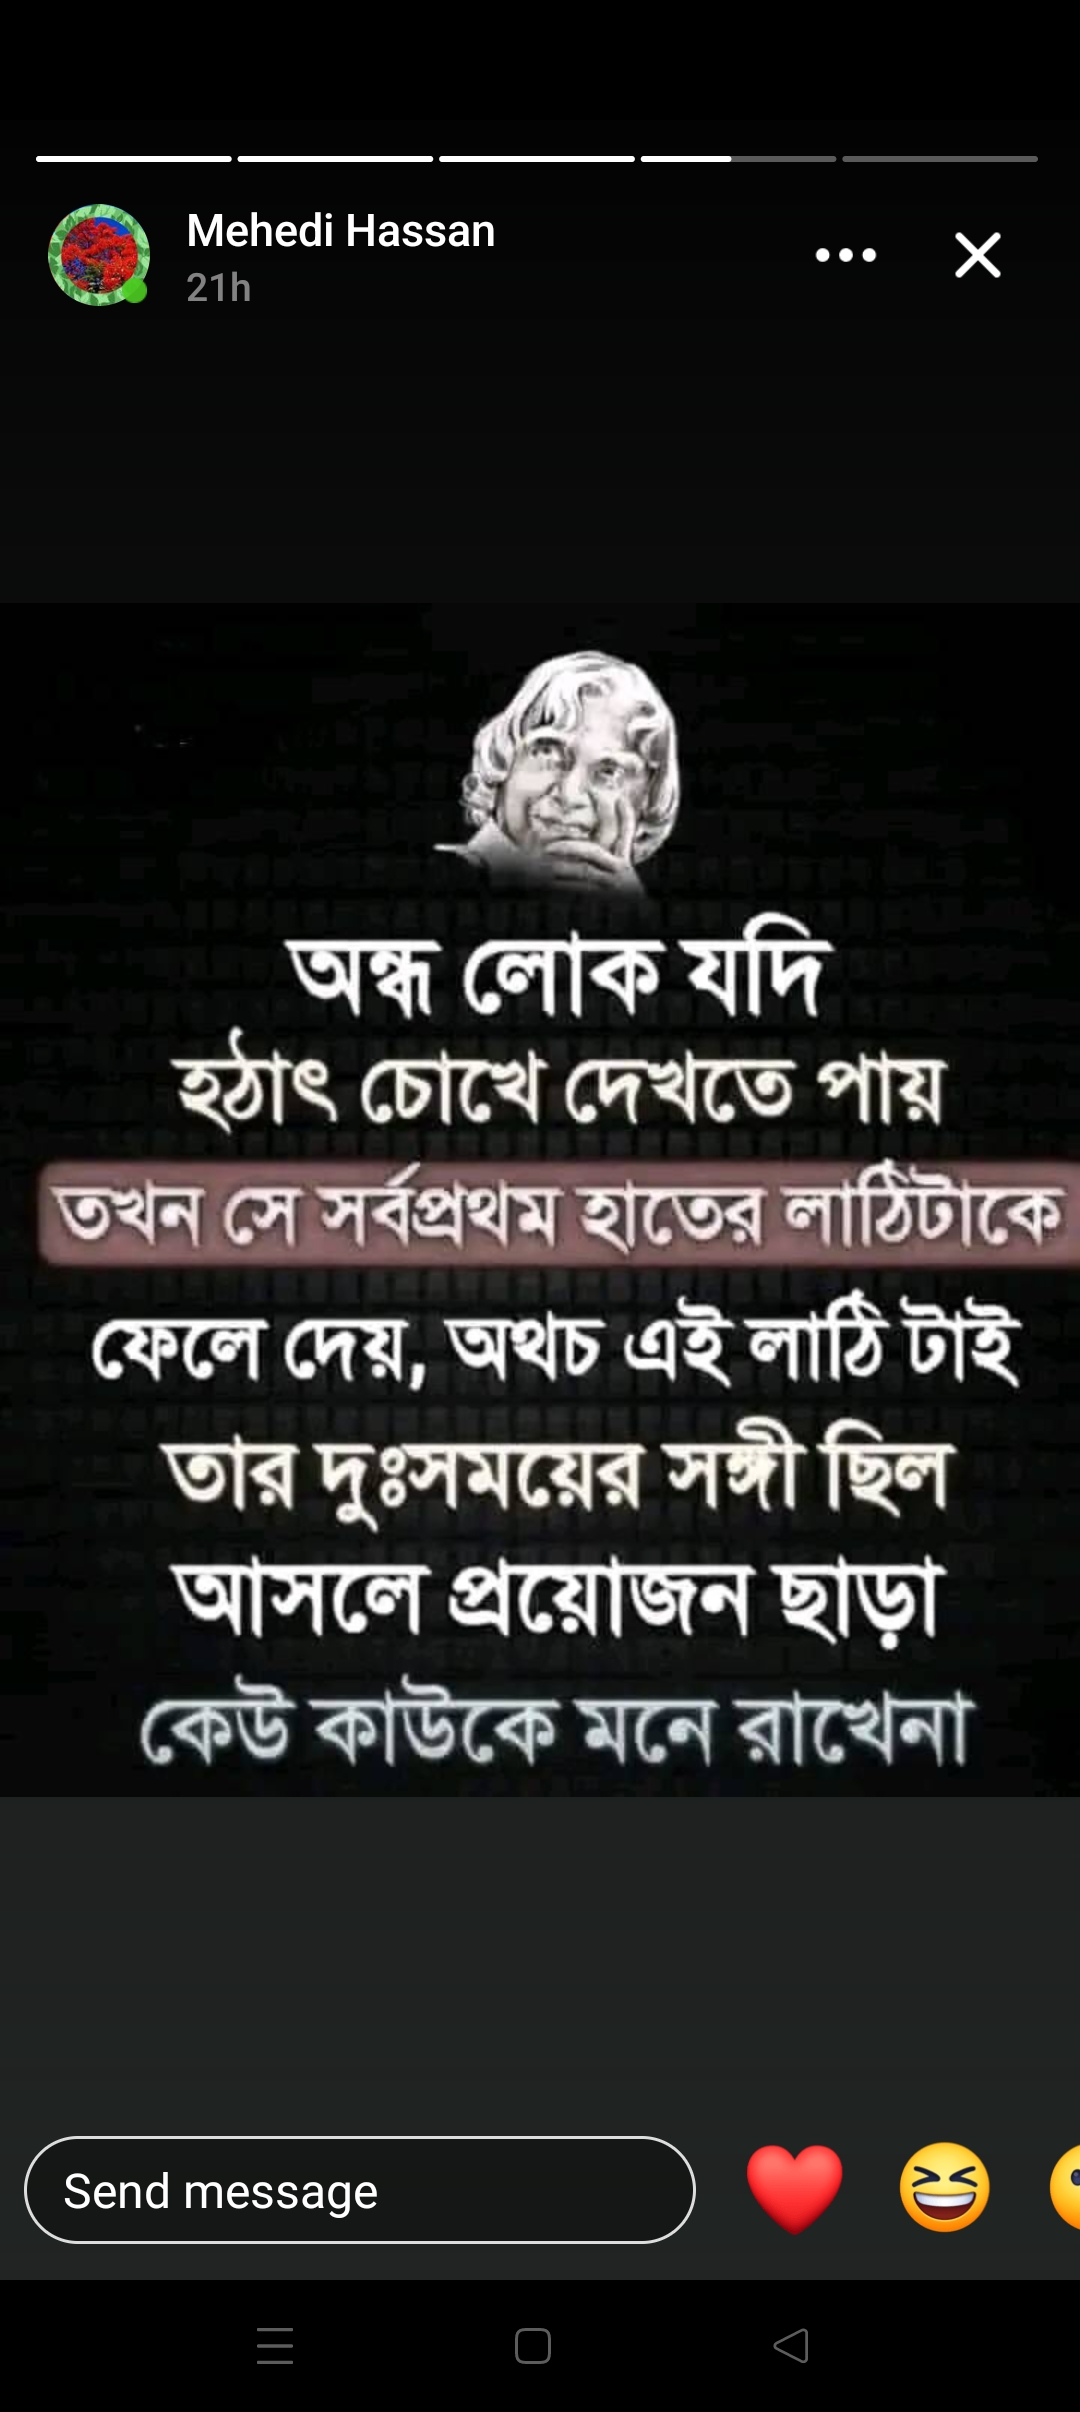 Mehedi Hassan
21h
অন্ধ লোক যদি
হঠাৎ চোখে দেখতে পায়
তখন সে সর্বপ্রথম হাতের লাঠিটাকে
ফেলে দেয়, অথচ এই লাঠি টাই
তার দুঃসময়ের সঙ্গী ছিল
আসলে প্রয়োজন ছাড়া
কেউ কাউকে মনে রাখেনা
Send message